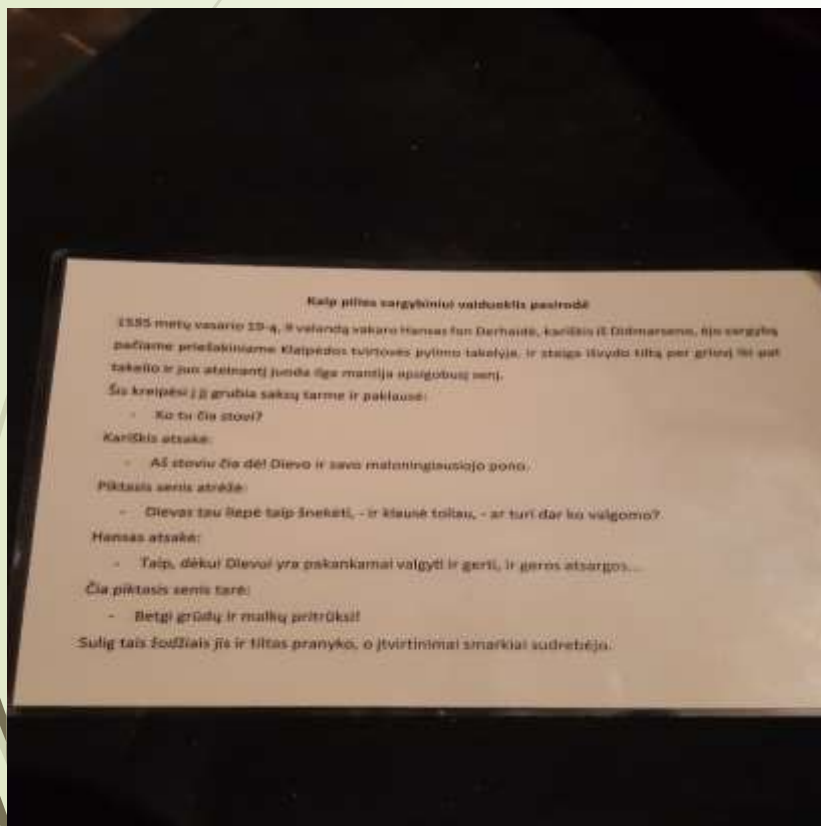 Kaip pilies sargybiniui vaiduoklis pasirodė
1595 metų vasario 19-ą, 9 valandą vakaro Hansas fon Derhaidė, kariškis iš Didmarseno, ėjo sargybą
pačiame priešakiniame Klaipėdos tvirtovės pylimo takelyje, ir staiga išvydo tiltą per griovį iki pat
takelio ir juo ateinantį juoda ilga mantija apsigobusį senį.
Šis kreipėsi į jį grubia saksų tarme ir paklausė:
- Ko tu čia stovi?
Kariškis atsakė:
- Aš stoviu čia dėl Dievo ir savo maloningiausiojo pono.
Piktasis senis atrėžė:
- Dievas tau liepė taip šnekėti, - ir klausė toliau, - ar turi dar ko valgomo?
Hansas atsakė:
- Taip, dėkui Dievui yra pakankamai valgyti ir gerti, ir geros atsargos...
Čia piktasis senis tarė:
- Betgi grūdų ir malkų pritrūks!!
Sulig tais žodžiais jis ir tiltas pranyko, o įtvirtinimai smarkiai sudrebėjo.